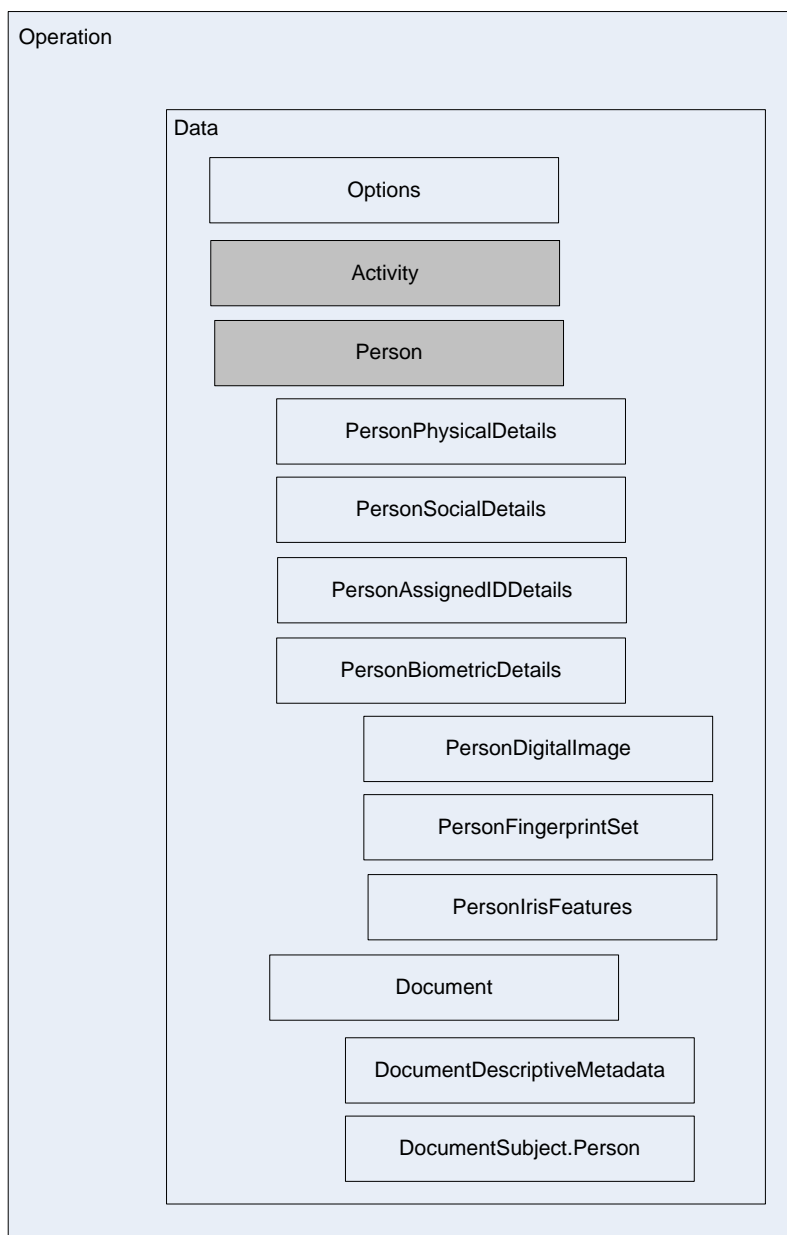 Operation
Data
Options
Activity
Person
PersonPhysicalDetails
PersonSocialDetails
PersonAssignedIDDetails
PersonBiometricDetails
PersonDigitalImage
PersonFingerprintSet
PersonIrisFeatures
Document
DocumentDescriptiveMetadata
DocumentSubject.Person